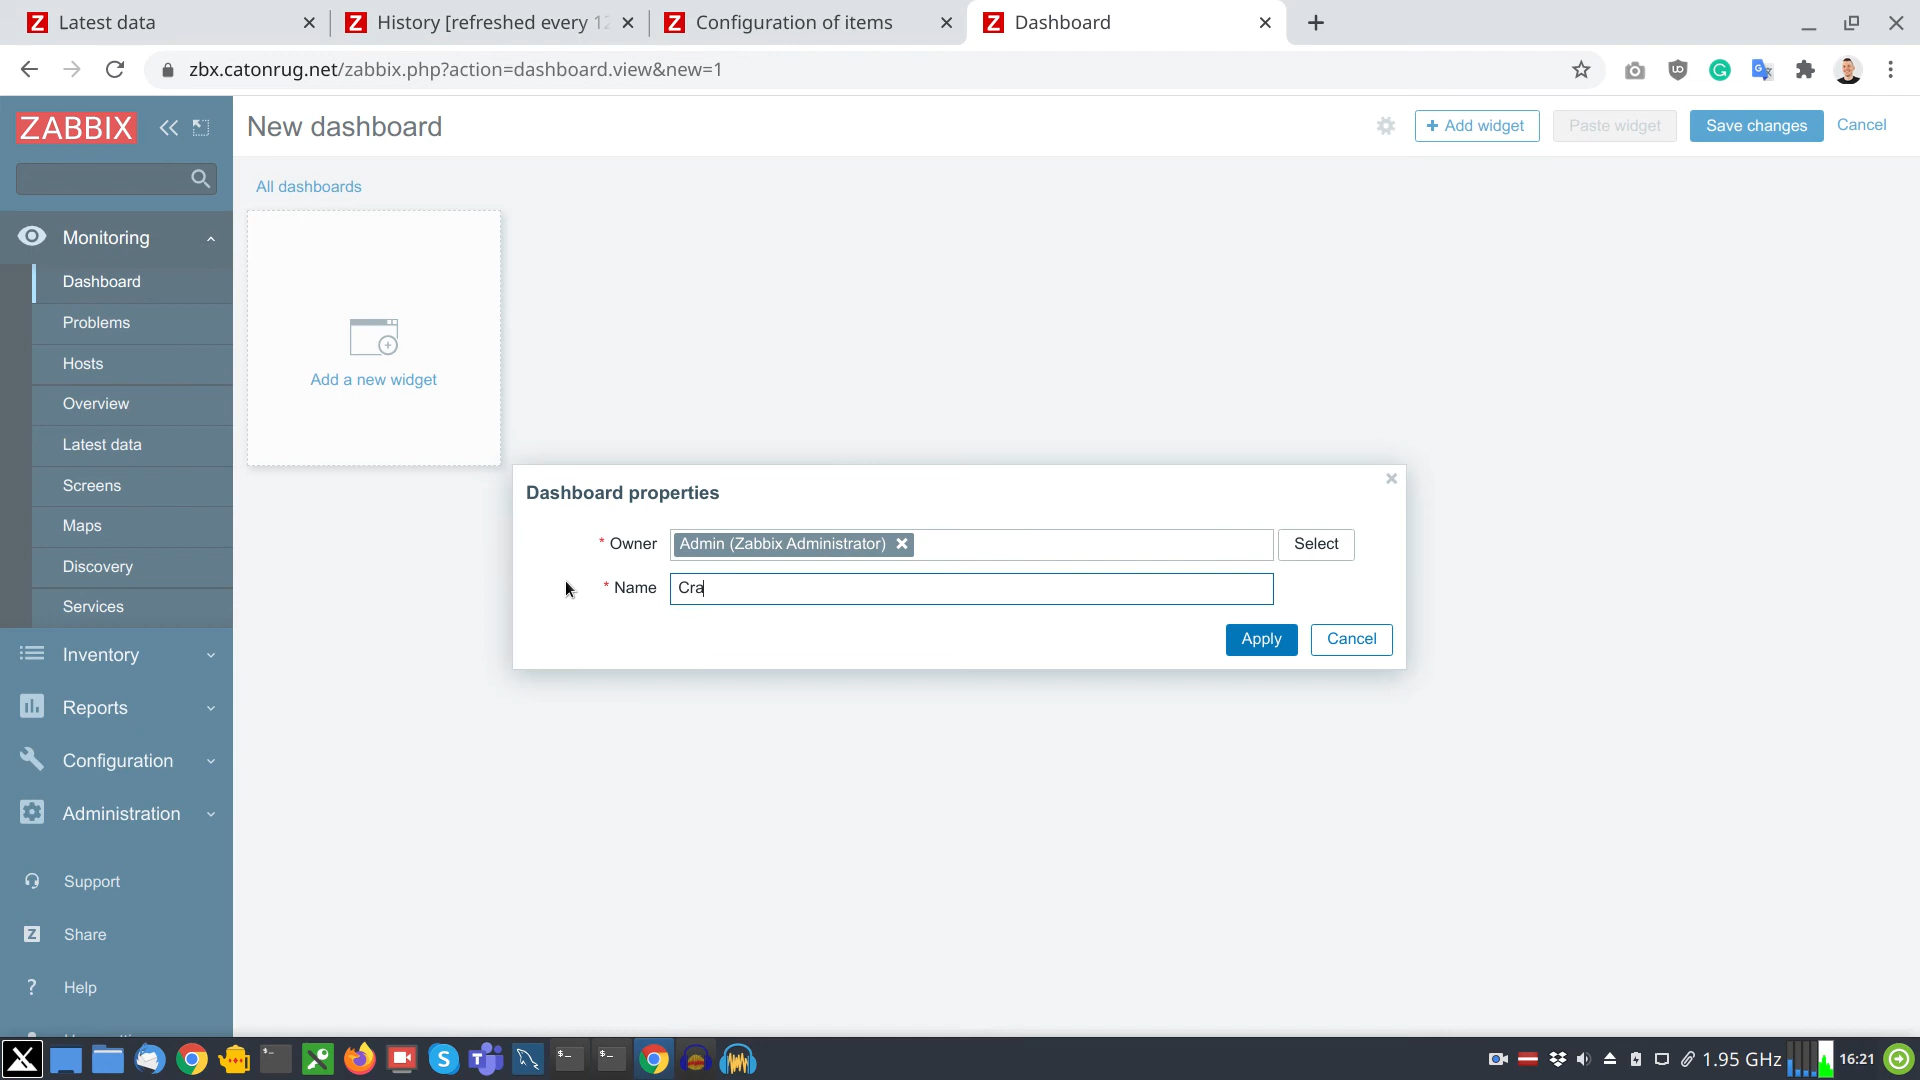 Latest data
History [refreshed every 12
Configuration of items
Dashboard
zbx.catonrug.net/zabbix.php?action=dashboard.view&new=1
ZABBIX
New dashboard
+ Add widget
Paste widget
Save changes
Cancel
All dashboards
Monitoring
Dashboard
Problems
Hosts
Overview
Latest data
Screens
Maps
Discovery
Services
Inventory
Reports
Configuration
Administration
Support
Share
Help
Add a new widget
Dashboard properties
* Owner
Admin (Zabbix Administrator)
Select
* Name
Cra
Apply
Cancel
1.95 GHz
16:21